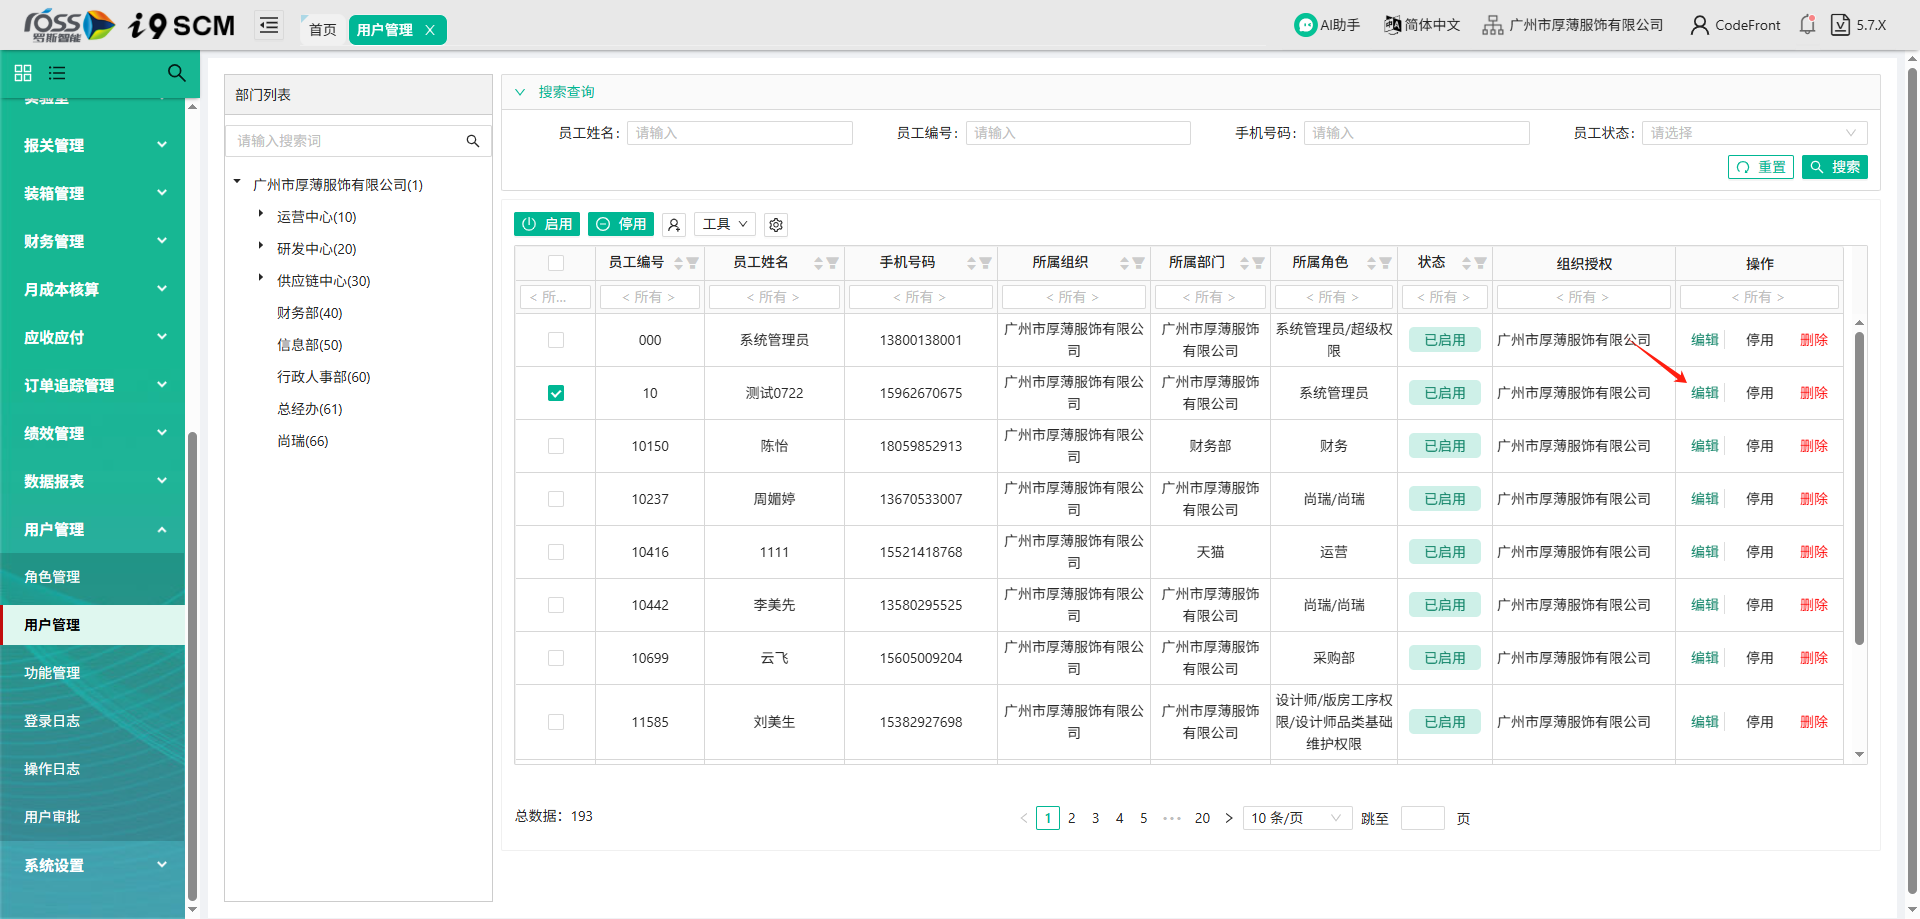 rOSS
罗斯智能
i9 SCM
首页
用户管理 X
AI助手
简体中文
广州市厚薄服饰有限公司
CodeFront
5.7.X
实验室
报关管理
装箱管理
财务管理
月成本核算
应收应付
订单追踪管理
绩效管理
数据报表
用户管理
角色管理
用户管理
功能管理
登录日志
操作日志
用户审批
系统设置
部门列表
请输入搜索词
广州市厚薄服饰有限公司(1)
运营中心(10)
研发中心(20)
供应链中心(30)
财务部(40)
信息部(50)
行政人事部(60)
总经办(61)
尚瑞(66)
搜索查询
员工姓名: 请输入 员工编号: 请输入 手机号码: 请输入 员工状态: 请选择
重置 搜索
启用 停用 工具
员工编号 员工姓名 手机号码 所属组织 所属部门 所属角色 状态 组织授权 操作
< 所... < 所有 > < 所有 > < 所有 > < 所有 > < 所有 > < 所有 > < 所有 > < 所有 > < 所有 >
000 系统管理员 13800138001 广州市厚薄服饰有限公司 广州市厚薄服饰有限公司 系统管理员/超级权限 已启用 广州市厚薄服饰有限公司 编辑 停用 删除
10 测试0722 15962670675 广州市厚薄服饰有限公司 广州市厚薄服饰有限公司 系统管理员 已启用 广州市厚薄服饰有限公司 编辑 停用 删除
10150 陈怡 18059852913 广州市厚薄服饰有限公司 财务部 财务 已启用 广州市厚薄服饰有限公司 编辑 停用 删除
10237 周媚婷 13670533007 广州市厚薄服饰有限公司 广州市厚薄服饰有限公司 尚瑞/尚瑞 已启用 广州市厚薄服饰有限公司 编辑 停用 删除
10416 1111 15521418768 广州市厚薄服饰有限公司 天猫 运营 已启用 广州市厚薄服饰有限公司 编辑 停用 删除
10442 李美先 13580295525 广州市厚薄服饰有限公司 广州市厚薄服饰有限公司 尚瑞/尚瑞 已启用 广州市厚薄服饰有限公司 编辑 停用 删除
10699 云飞 15605009204 广州市厚薄服饰有限公司 广州市厚薄服饰有限公司 采购部 已启用 广州市厚薄服饰有限公司 编辑 停用 删除
11585 刘美生 15382927698 广州市厚薄服饰有限公司 广州市厚薄服饰有限公司 设计师/版房工序权限/设计师品类基础维护权限 已启用 广州市厚薄服饰有限公司 编辑 停用 删除
总数据: 193
< 1 2 3 4 5 ••• 20 > 10 条/页 跳至 页